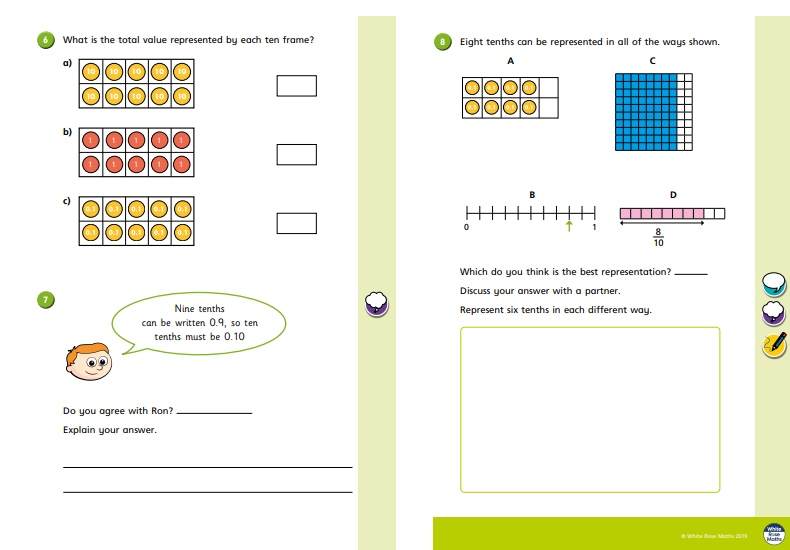 6 What is the total value represented by each ten frame?
a)
10 10 10 10 10
10 10 10 10 10
b)
1 1 1 1 1
1 1 1 1 1
c)
0.1 0.1 0.1 0.1 0.1
0.1 0.1 0.1 0.1 0.1
7
Nine tenths
can be written 0.9, so ten
tenths must be 0.10
Do you agree with Ron?
Explain your answer.
8 Eight tenths can be represented in all of the ways shown.
A C
0.1 0.1 0.1 0.1
0.1 0.1 0.1 0.1
B D
0 1
8
10
Which do you think is the best representation?
Discuss your answer with a partner.
Represent six tenths in each different way.
© White Rose Maths 2019
White
Rose
Maths